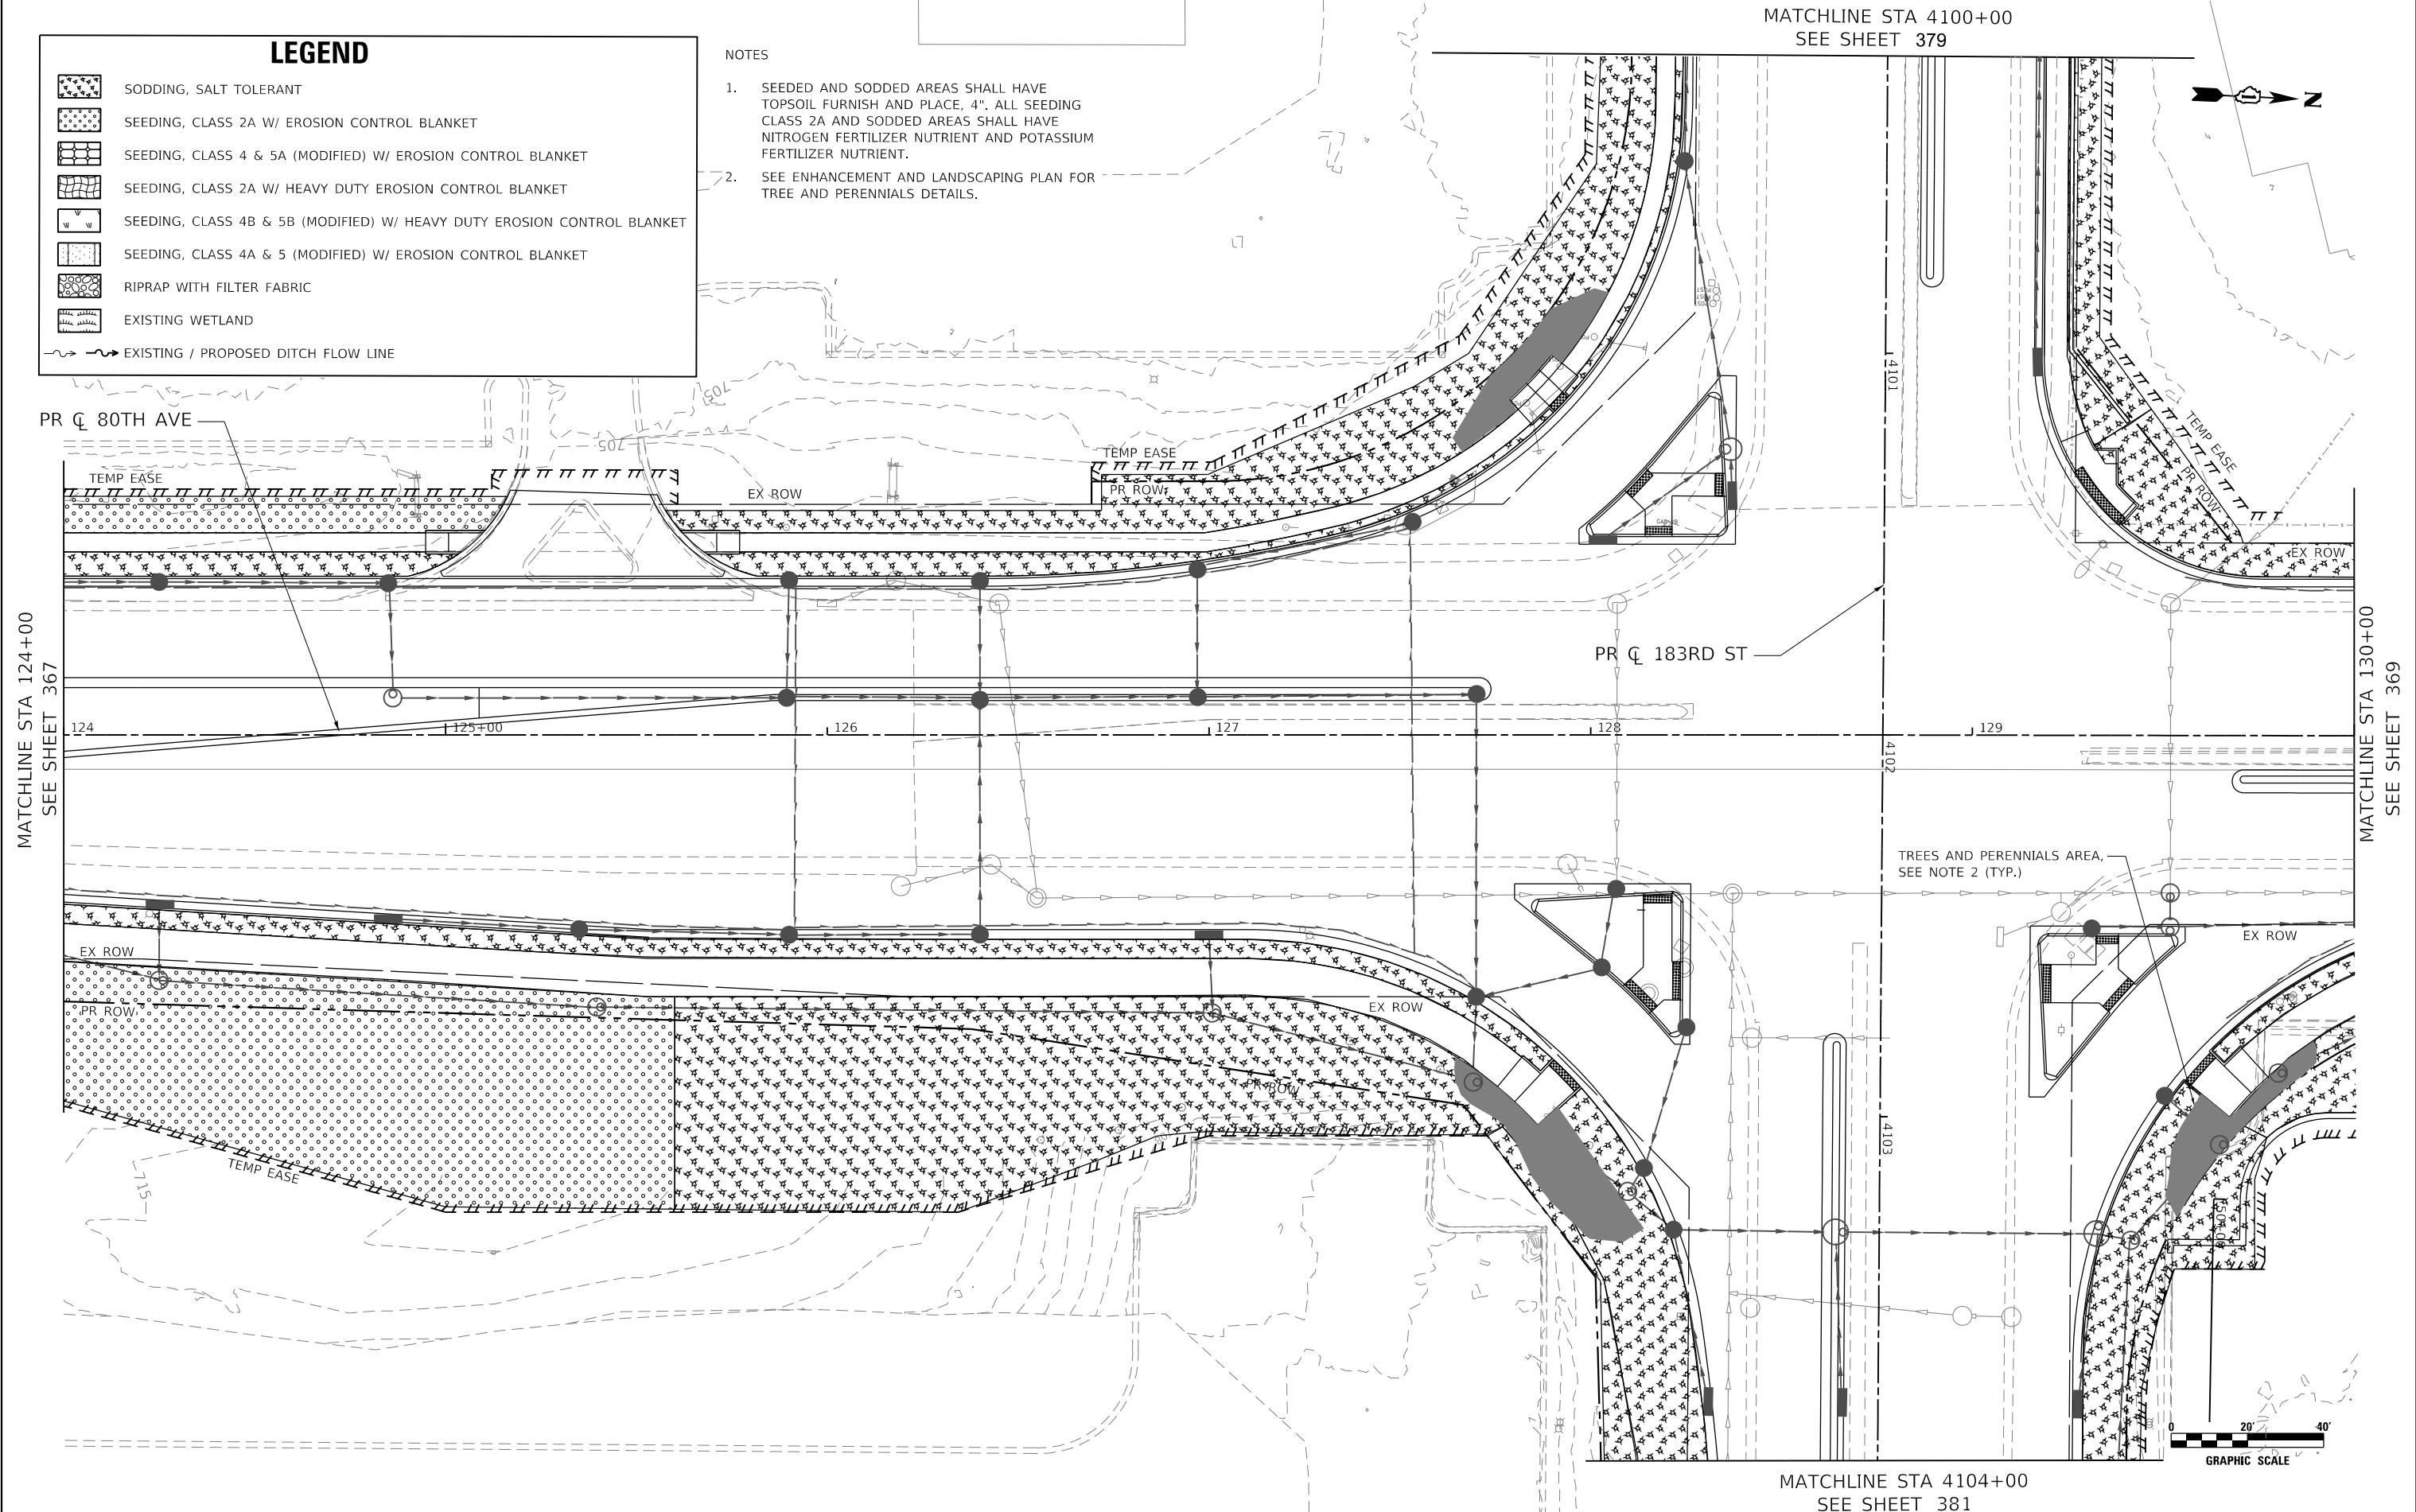 MATCHLINE STA 4100+00
SEE SHEET 379
LEGEND
SODDING, SALT TOLERANT
SEEDING, CLASS 2A W/ EROSION CONTROL BLANKET
SEEDING, CLASS 4 & 5A (MODIFIED) W/ EROSION CONTROL BLANKET
SEEDING, CLASS 2A W/ HEAVY DUTY EROSION CONTROL BLANKET
SEEDING, CLASS 4B & 5B (MODIFIED) W/ HEAVY DUTY EROSION CONTROL BLANKET
SEEDING, CLASS 4A & 5 (MODIFIED) W/ EROSION CONTROL BLANKET
RIPRAP WITH FILTER FABRIC
EXISTING WETLAND
EXISTING / PROPOSED DITCH FLOW LINE
NOTES
1. SEEDED AND SODDED AREAS SHALL HAVE
TOPSOIL FURNISH AND PLACE, 4". ALL SEEDING
CLASS 2A AND SODDED AREAS SHALL HAVE
NITROGEN FERTILIZER NUTRIENT AND POTASSIUM
FERTILIZER NUTRIENT.
2. SEE ENHANCEMENT AND LANDSCAPING PLAN FOR
TREE AND PERENNIALS DETAILS.
N
PR ℄ 80TH AVE
705
705
TEMP EASE
EX ROW
TEMP EASE
PR ROW
4101
TEMP EASE
PR ROW
EX ROW
PR ℄ 183RD ST
MATCHLINE STA 124+00
SEE SHEET 367
124
125+00
126
127
128
129
4102
MATCHLINE STA 130+00
SEE SHEET 369
TREES AND PERENNIALS AREA,
SEE NOTE 2 (TYP.)
EX ROW
EX ROW
PR ROW
EX ROW
PR ROW
4103
TEMP EASE
715
0 20' 40'
GRAPHIC SCALE
MATCHLINE STA 4104+00
SEE SHEET 381